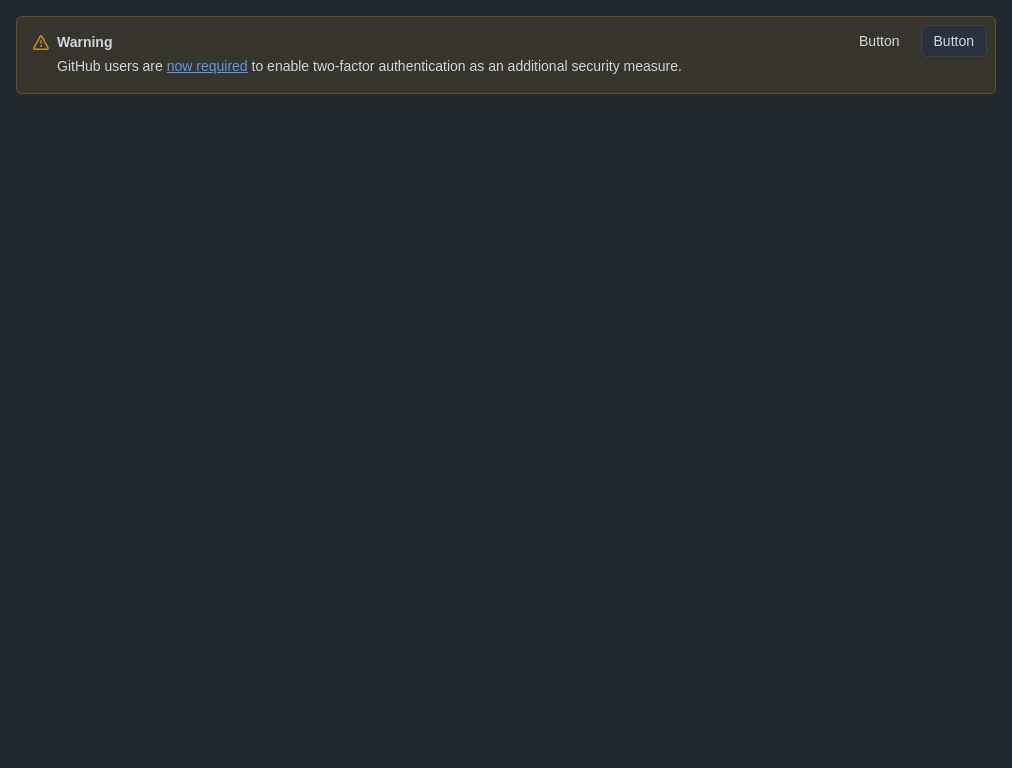 Warning
GitHub users are now required to enable two-factor authentication as an additional security measure.
Button
Button